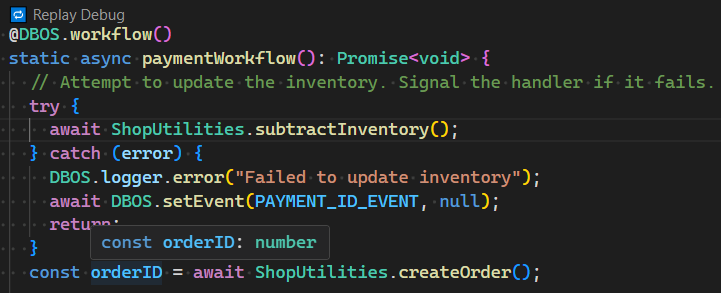 Replay Debug
@DBOS.workflow()
static async paymentWorkflow(): Promise<void> {
// Attempt to update the inventory. Signal the handler if it fails.
try {
await ShopUtilities.subtractInventory();
} catch (error) {
DBOS.logger.error("Failed to update inventory");
await DBOS.setEvent(PAYMENT_ID_EVENT, null);
return;
const orderID: number
}
const orderID = await ShopUtilities.createOrder();